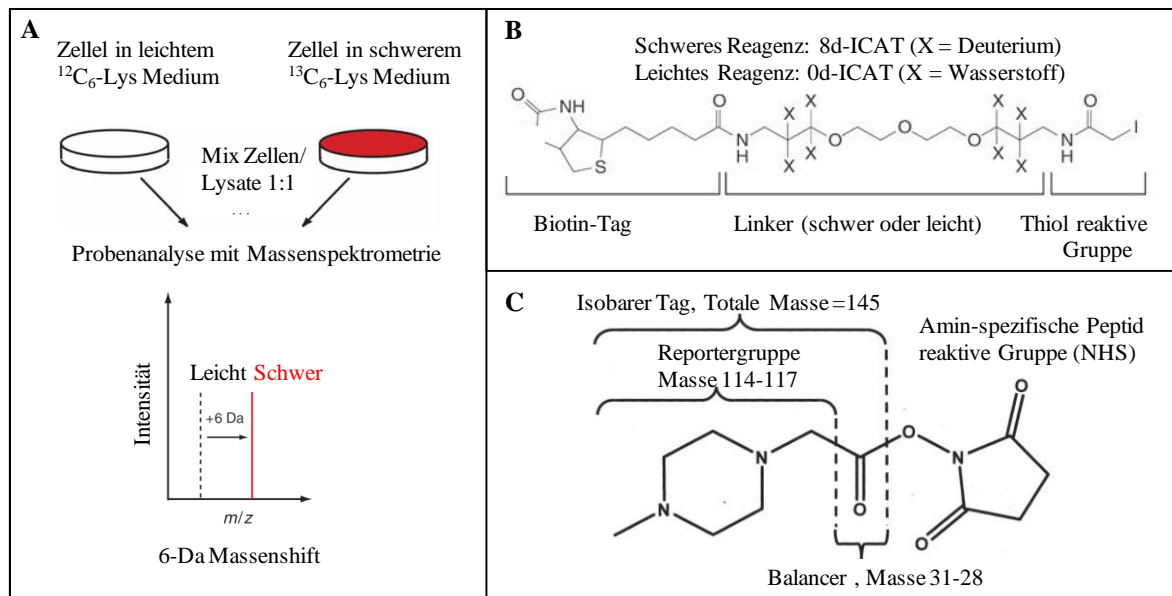 A
Zellel in leichtem
¹²C₆-Lys Medium
Zellel in schwerem
¹³C₆-Lys Medium
Mix Zellen/
Lysate 1:1
...
Probenanalyse mit Massenspektrometrie
Intensität
Leicht Schwer
+6 Da
m/z
6-Da Massenshift
B
Schweres Reagenz: 8d-ICAT (X = Deuterium)
Leichtes Reagenz: 0d-ICAT (X = Wasserstoff)
O
NH
S
O
N
H
X
X
X
X
O
O
O
X
X
X
X
N
H
O
I
Biotin-Tag
Linker (schwer oder leicht)
Thiol reaktive
Gruppe
C
Isobarer Tag, Totale Masse =145
Reportergruppe
Masse 114-117
Amin-spezifische Peptid
reaktive Gruppe (NHS)
N
N
O
O
N
O
O
Balancer , Masse 31-28